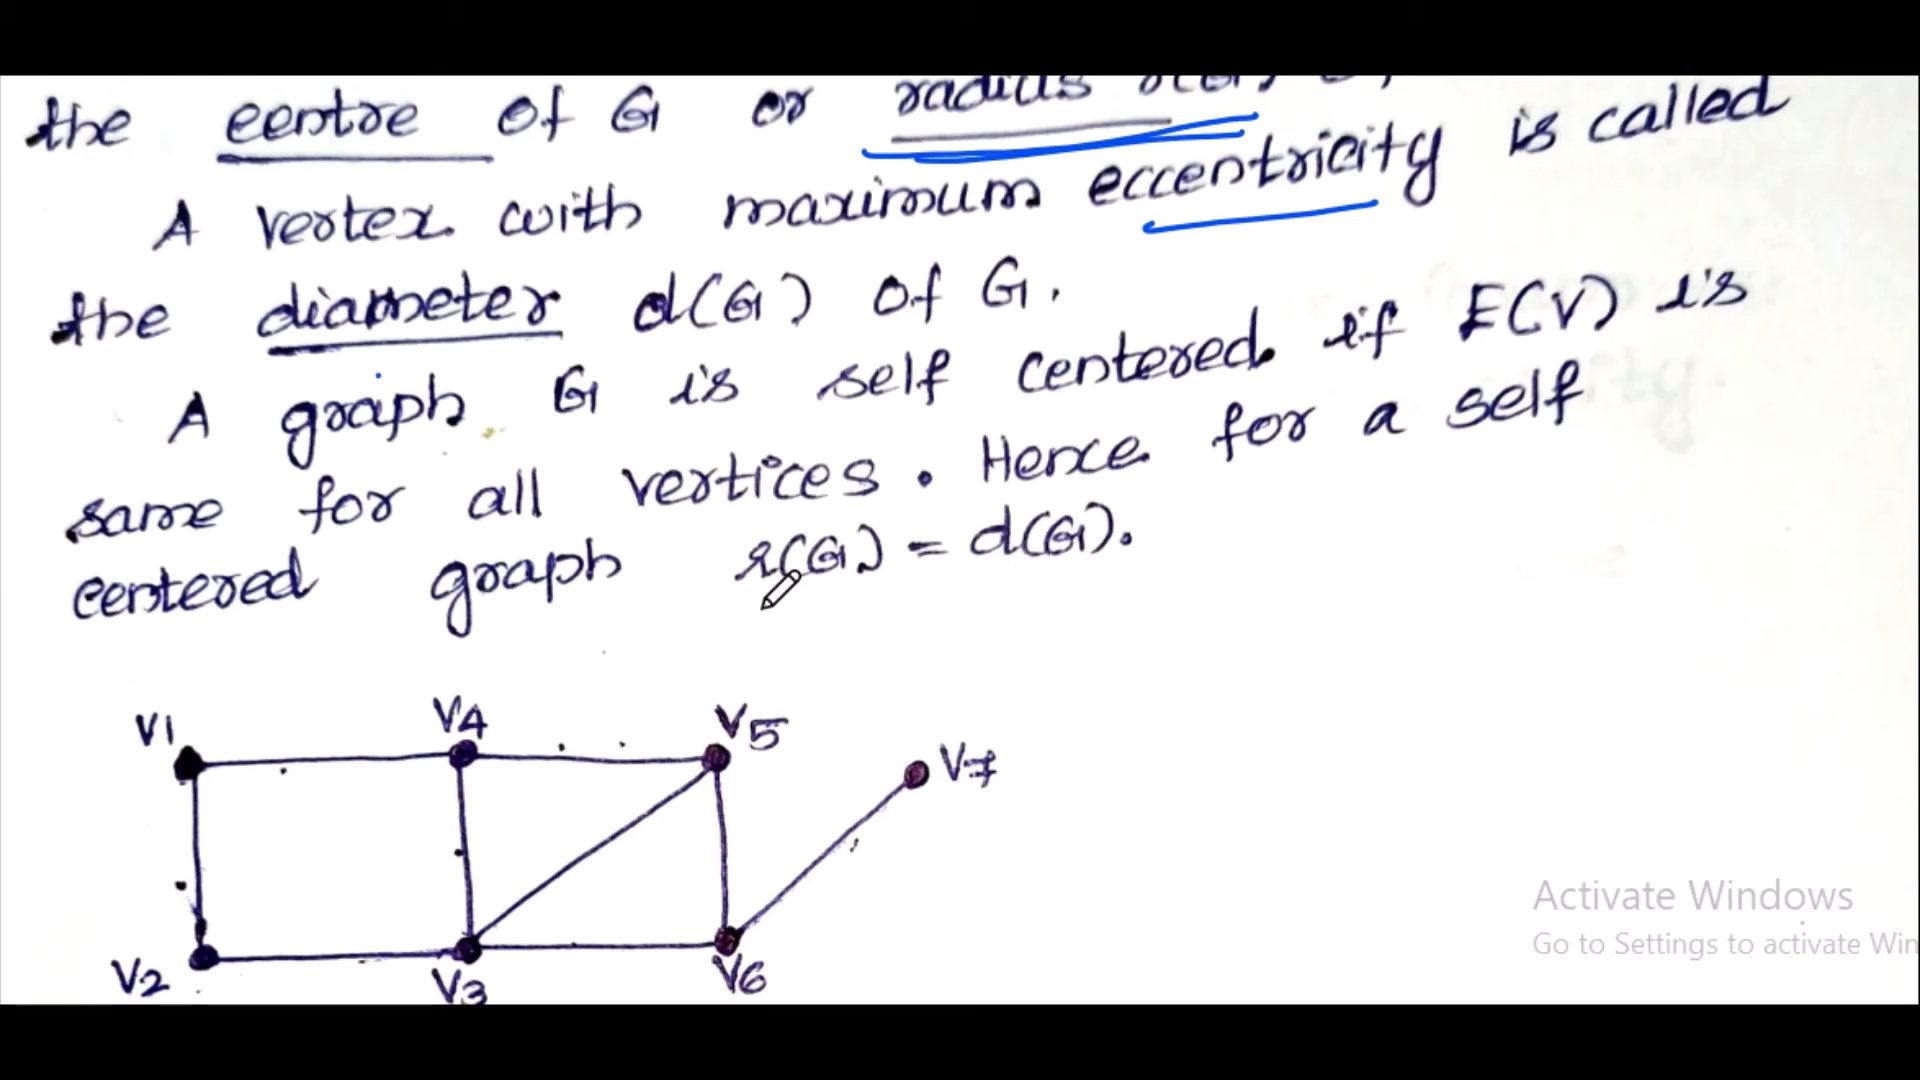 the centre of G or radius r(G)
A vertex with maximum eccentricity is called
the diameter d(G) of G.
A graph G is self centered if E(V) is
same for all vertices. Hence for a self
centered graph r(G) = d(G).
V1 V4 V5 V7
V2 V3 V6
Activate Windows
Go to Settings to activate Win